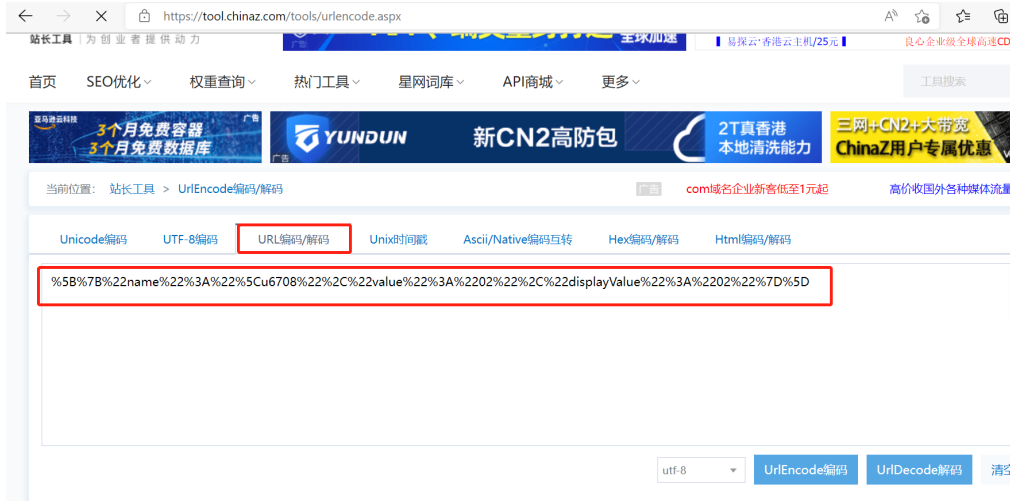 https://tool.chinaz.com/tools/urlencode.aspx
站长工具 为创业者提供动力
广告 全球加速
易探云·香港云主机/25元
良心企业级全球高速CD
首页 SEO优化 权重查询 热门工具 星网词库 API商城 更多 工具搜索
亚马逊云科技 3个月免费容器 广告
3个月免费数据库
YUNDUN 新CN2高防包 2T真香港
本地清洗能力
广告
三网+CN2+大带宽
ChinaZ用户专属优惠
当前位置: 站长工具 > UrlEncode编码/解码 广告 com域名企业新客低至1元起 高价收国外各种媒体流量
Unicode编码 UTF-8编码 URL编码/解码 Unix时间戳 Ascii/Native编码互转 Hex编码/解码 Html编码/解码
%5B%7B%22name%22%3A%22%5Cu6708%22%2C%22value%22%3A%2202%22%2C%22displayValue%22%3A%2202%22%7D%5D
utf-8 UrlEncode编码 UrlDecode解码 清空